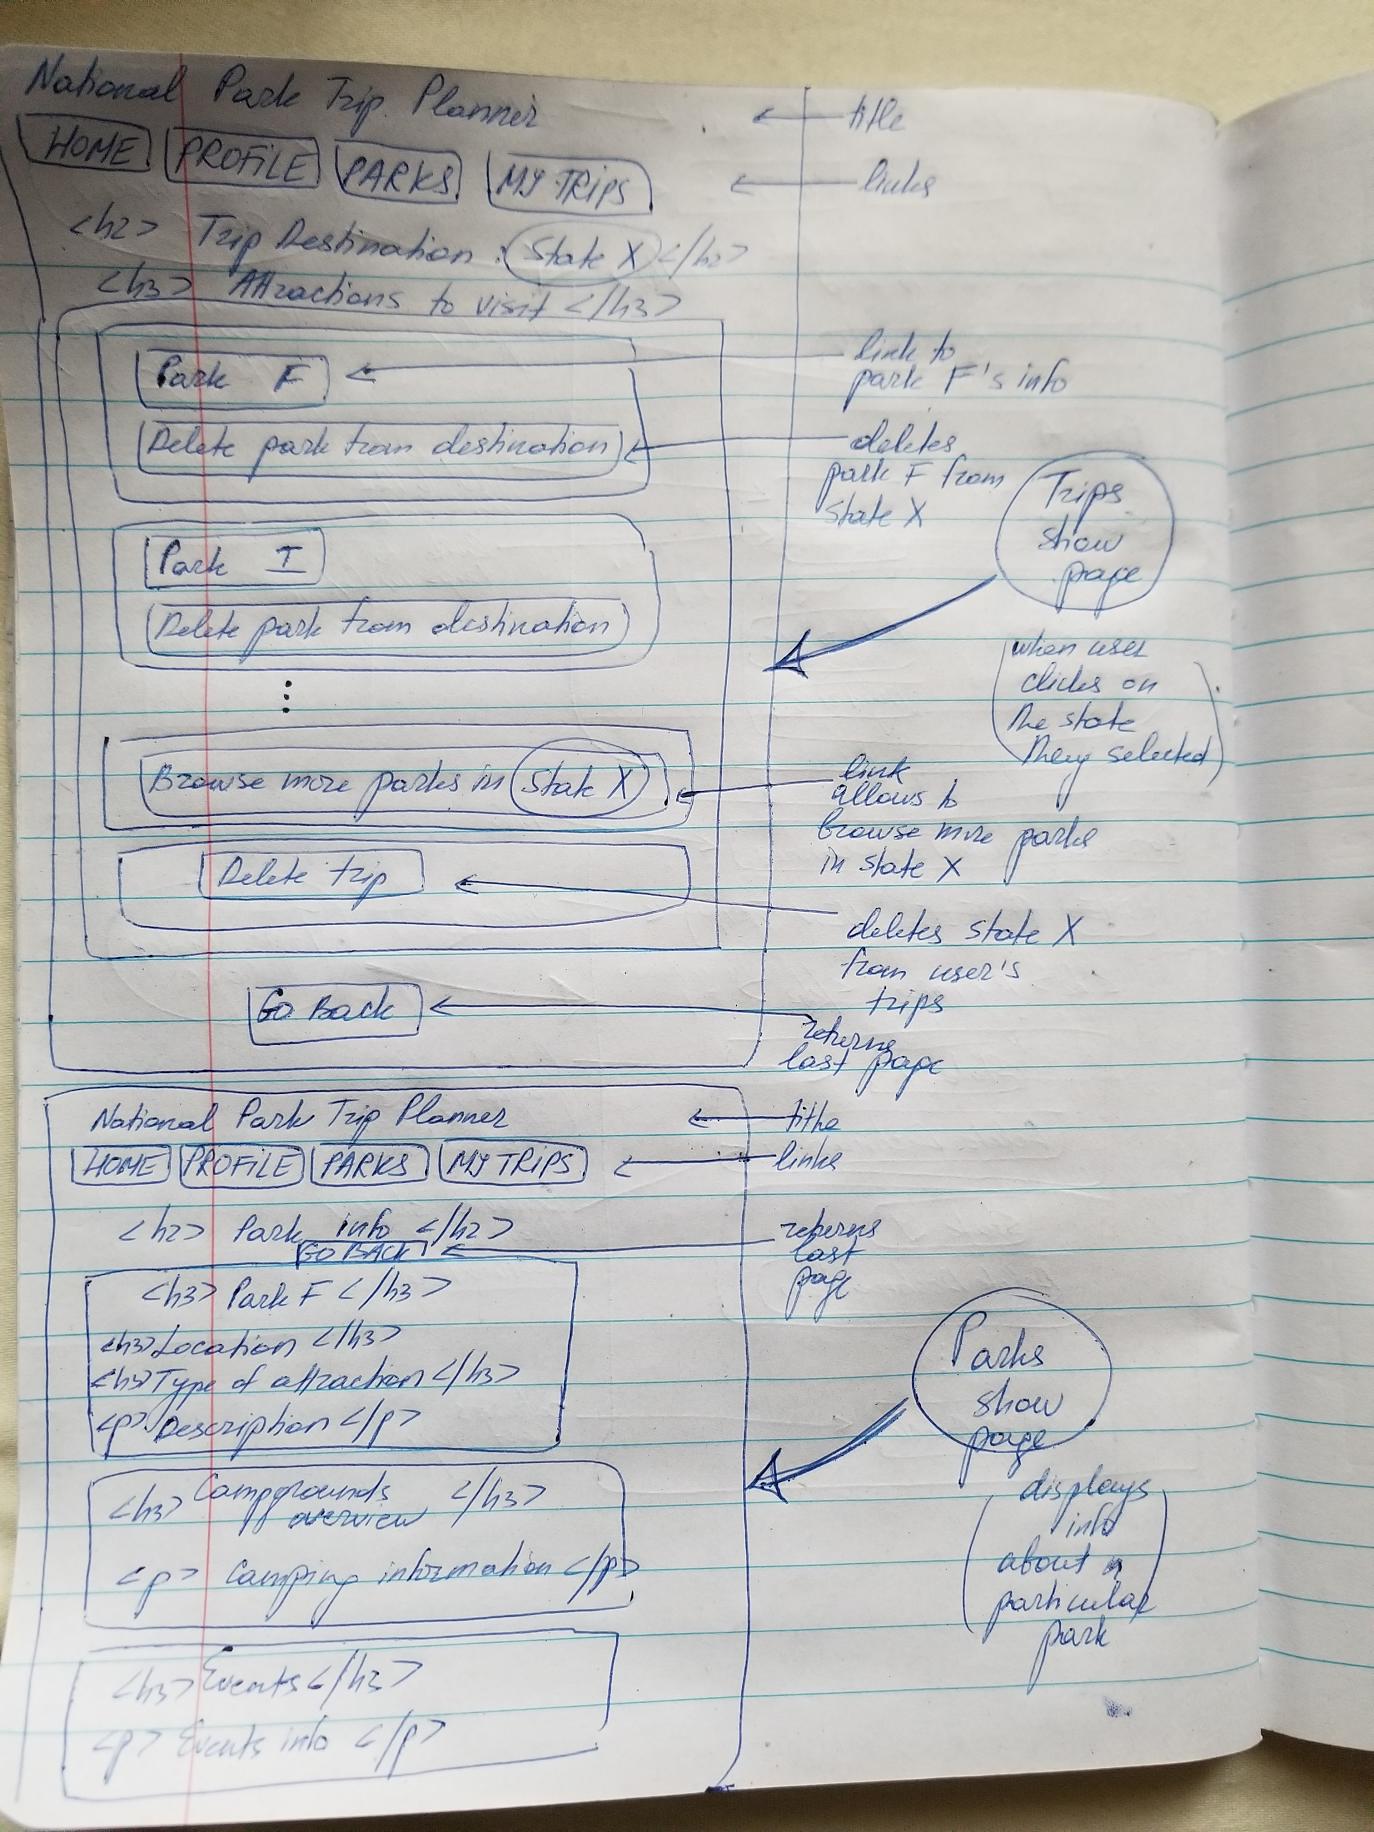 National Park Trip Planner ← title
HOME PROFILE PARKS MY TRIPS ← links
<h2> Trip Destination : State X </h2>
<h3> Attractions to visit </h3>
Park F ← link to
park F's info
Delete park from destination ← deletes
park F from
state X
Trips
show
page
Park I
Delete park from destination
(when user
clicks on
the state
they selected)
⋮
Browse more parks in State X ← link
allows to
browse more parks
in state X
Delete trip ← deletes state X
from user's
trips
Go Back ← returns
last page
National Park Trip Planner ← tithe
HOME PROFILE PARKS MY TRIPS ← links
<h2> Park info </h2>
GO BACK ← returns
last
page
<h3> Park F </h3>
<h3> Location </h3>
<h3> Type of attraction </h3>
<p> Description </p>
Parks
show
page
<h3> Campgrounds
overview </h3>
<p> Camping information </p>
(displays
info
about a
particular
park)
<h3> Events </h3>
<p> Events info </p>